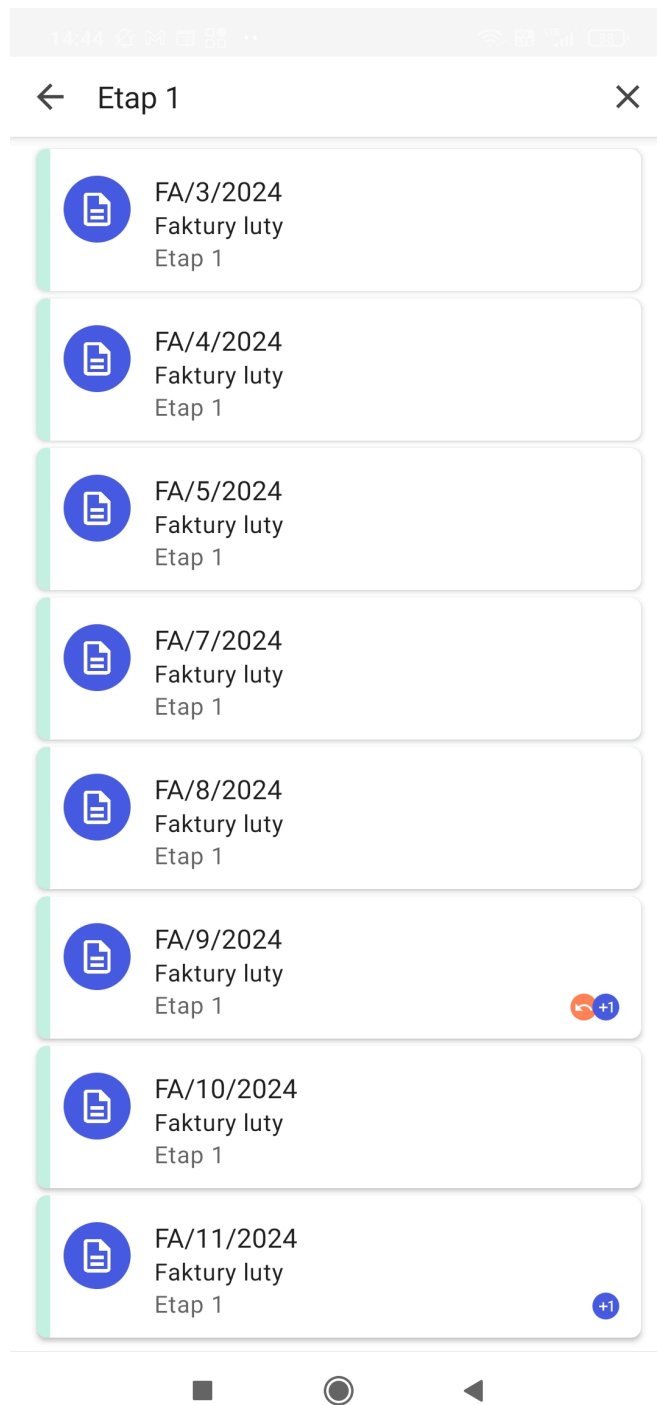 14:44
Etap 1
FA/3/2024
Faktury luty
Etap 1
FA/4/2024
Faktury luty
Etap 1
FA/5/2024
Faktury luty
Etap 1
FA/7/2024
Faktury luty
Etap 1
FA/8/2024
Faktury luty
Etap 1
FA/9/2024
Faktury luty
Etap 1
+1
FA/10/2024
Faktury luty
Etap 1
FA/11/2024
Faktury luty
Etap 1
+1